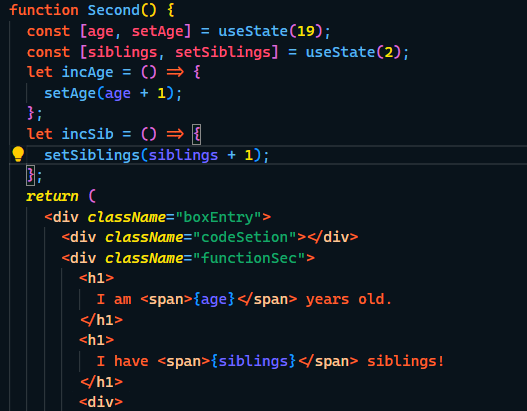 function Second() {
const [age, setAge] = useState(19);
const [siblings, setSiblings] = useState(2);
let incAge = () => {
setAge(age + 1);
};
let incSib = () => {
setSiblings(siblings + 1);
};
return (
<div className="boxEntry">
<div className="codeSetion"></div>
<div className="functionSec">
<h1>
I am <span>{age}</span> years old.
</h1>
<h1>
I have <span>{siblings}</span> siblings!
</h1>
<div>